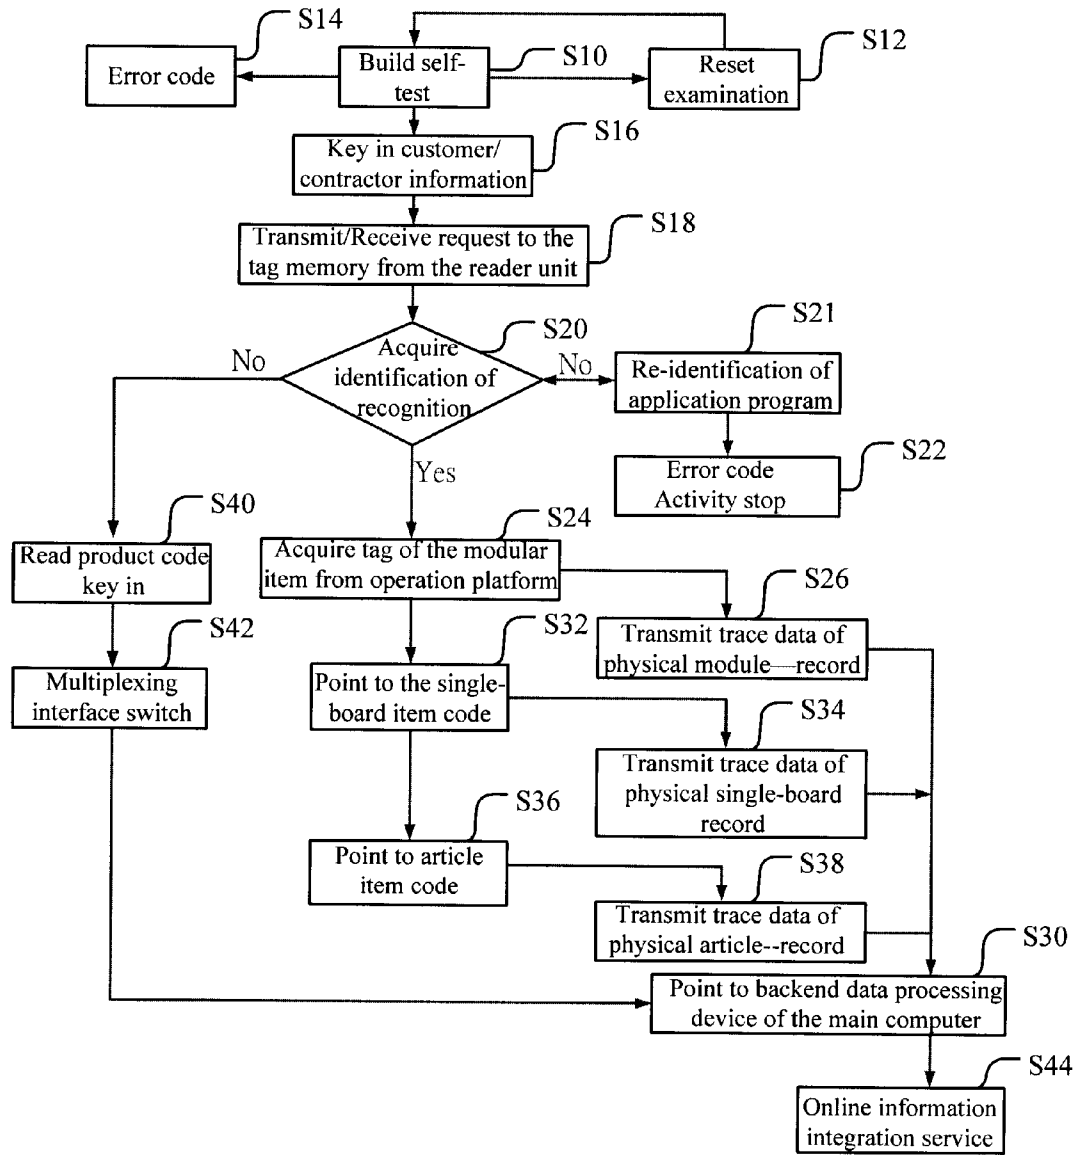 S14
Error code
Build self-
test
S10
Reset
examination
S12
Key in customer/
contractor information
S16
Transmit/Receive request to the
tag memory from the reader unit
S18
Acquire
identification of
recognition
S20
No
No
Yes
Re-identification of
application program
S21
Error code
Activity stop
S22
Read product code
key in
S40
Acquire tag of the modular
item from operation platform
S24
Transmit trace data of
physical module—record
S26
Multiplexing
interface switch
S42
Point to the single-
board item code
S32
Transmit trace data of
physical single-board
record
S34
Point to article
item code
S36
Transmit trace data of
physical article--record
S38
Point to backend data processing
device of the main computer
S30
Online information
integration service
S44